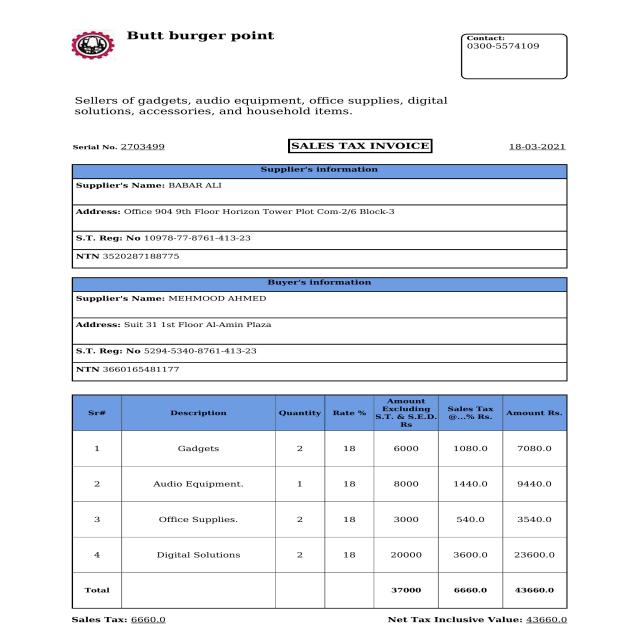 Butt burger point
Contact:
0300-5574109
Sellers of gadgets, audio equipment, office supplies, digital
solutions, accessories, and household items.
Serial No. 2703499 SALES TAX INVOICE 18-03-2021
Supplier's information
Supplier's Name: BABAR ALI
Address: Office 904 9th Floor Horizon Tower Plot Com-2/6 Block-3
S.T. Reg: No 10978-77-8761-413-23
NTN 3520287188775
Buyer's information
Supplier's Name: MEHMOOD AHMED
Address: Suit 31 1st Floor Al-Amin Plaza
S.T. Reg: No 5294-5340-8761-413-23
NTN 3660165481177
Sr# Description Quantity Rate % Amount Excluding S.T. & S.E.D. Rs Sales Tax @...% Rs. Amount Rs.
1 Gadgets 2 18 6000 1080.0 7080.0
2 Audio Equipment. 1 18 8000 1440.0 9440.0
3 Office Supplies. 2 18 3000 540.0 3540.0
4 Digital Solutions 2 18 20000 3600.0 23600.0
Total 37000 6660.0 43660.0
Sales Tax: 6660.0 Net Tax Inclusive Value: 43660.0